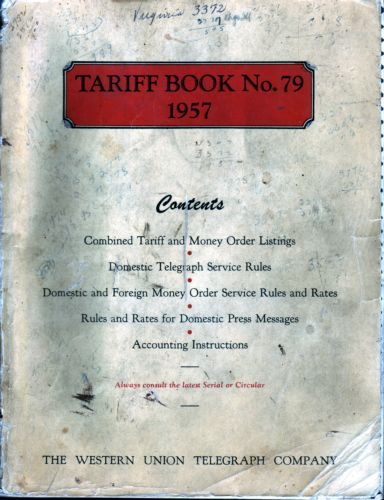 Virginia 3372
TARIFF BOOK No. 79
1957
Contents
Combined Tariff and Money Order Listings
Domestic Telegraph Service Rules
Domestic and Foreign Money Order Service Rules and Rates
Rules and Rates for Domestic Press Messages
Accounting Instructions
Always consult the latest Serial or Circular
THE WESTERN UNION TELEGRAPH COMPANY